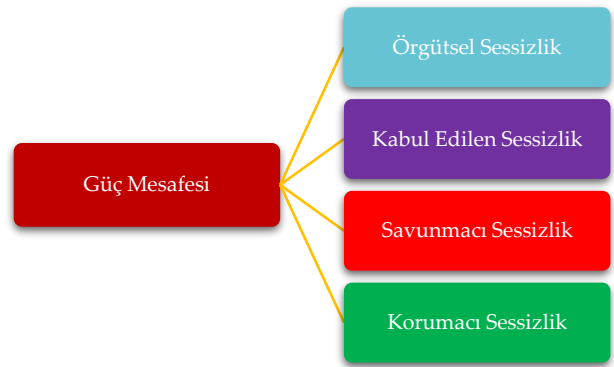 Örgütsel Sessizlik
Kabul Edilen Sessizlik
Güç Mesafesi
Savunmacı Sessizlik
Korumacı Sessizlik